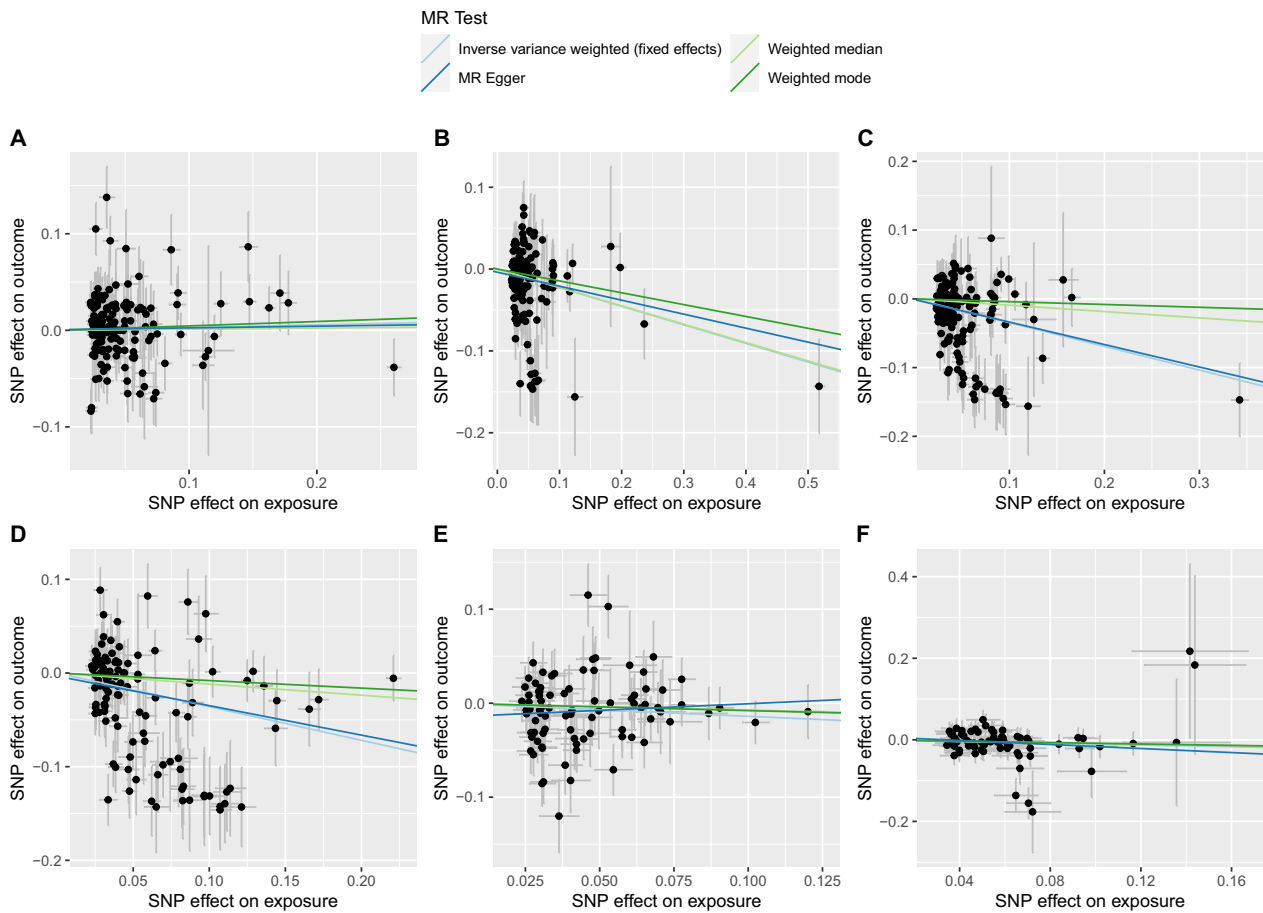 MR Test
Inverse variance weighted (fixed effects)
Weighted median
MR Egger
Weighted mode
A
B
C
SNP effect on outcome
0.1
0.0
−0.1
0.1
0.2
SNP effect on exposure
SNP effect on outcome
0.1
0.0
−0.1
−0.2
0.0
0.1
0.2
0.3
0.4
0.5
SNP effect on exposure
SNP effect on outcome
0.2
0.1
0.0
−0.1
−0.2
0.1
0.2
0.3
SNP effect on exposure
D
E
F
SNP effect on outcome
0.1
0.0
−0.1
−0.2
0.05
0.10
0.15
0.20
SNP effect on exposure
SNP effect on outcome
0.1
0.0
−0.1
0.025
0.050
0.075
0.100
0.125
SNP effect on exposure
SNP effect on outcome
0.4
0.2
0.0
−0.2
0.04
0.08
0.12
0.16
SNP effect on exposure